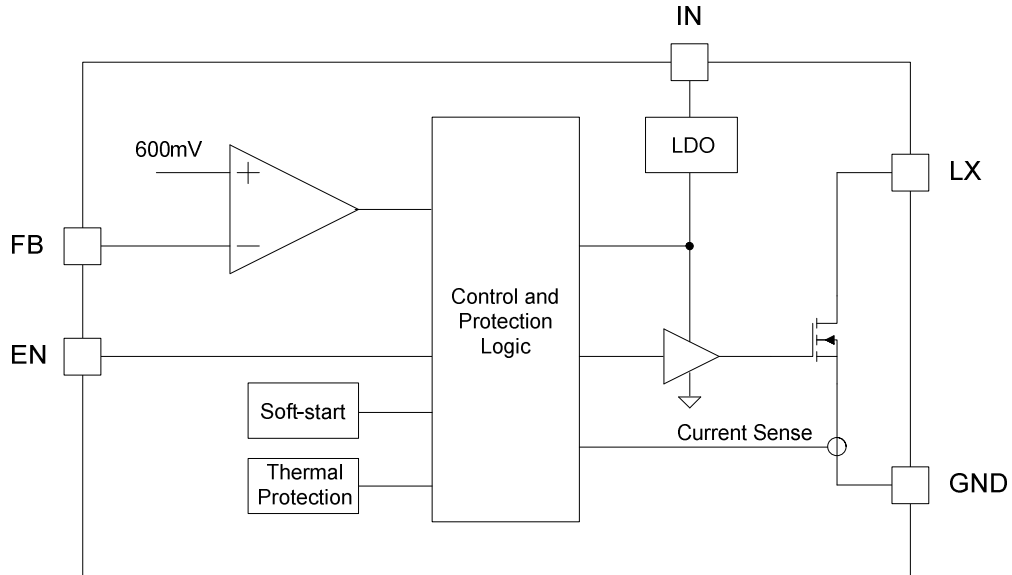 IN
LDO
600mV
+
LX
FB
−
Control and
Protection
Logic
EN
Soft-start
Current Sense
Thermal
Protection
GND